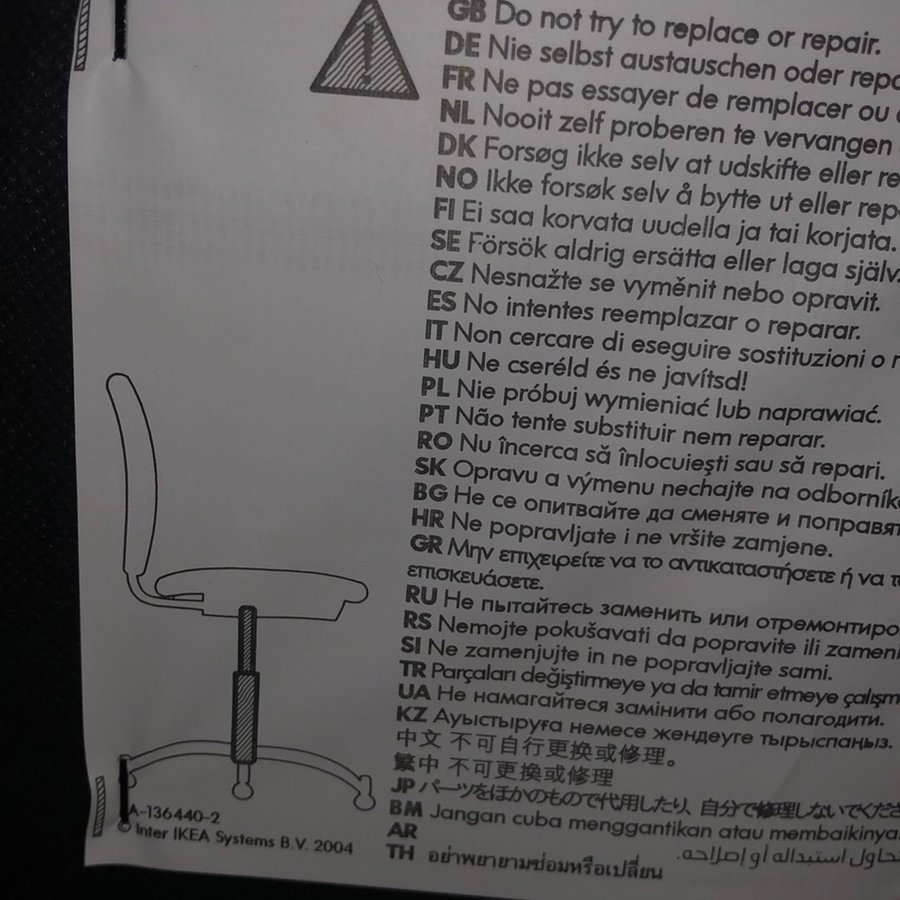 GB Do not try to replace or repair.
DE Nie selbst austauschen oder
FR Ne pas essayer de remplacer ou
NL Nooit zelf proberen te vervangen
DK Forsøg ikke selv at udskifte eller
NO Ikke forsøk selv å bytte ut eller
FI Ei saa korvata uudella ja tai korjata.
SE Försök aldrig ersätta eller laga själv.
CZ Nesnažte se vyměnit nebo opravit.
ES No intentes reemplazar o reparar.
IT Non cercare di eseguire sostituzioni o
HU Ne cseréld és ne javítsd!
PL Nie próbuj wymieniać lub naprawiać.
PT Não tente substituir nem reparar.
RO Nu încerca să înlocuiești sau să repari.
SK Opravu a výmenu nechajte na
BG Не се опитвайте да сменяте и
HR Ne popravljate i ne vršite zamjene.
GR Μην επιχειρείτε να το αντικαταστήσετε ή να
επισκευάσετε.
RU Не пытайтесь заменить или
RS Nemojte pokušavati da popravite ili
SI Ne zamenjujte in ne popravljajte sami.
TR Parçaları değiştirmeye ya da tamir etmeye
UA Не намагайтеся замінити або полагодити.
KZ Ауыстыруға немесе жөндеуге тырыспаңыз.
中文 不可自行更换或修理。
繁中 不可更換或修理
JP パーツをほかのもので代用したり、自分で修理しないでくださ
BM Jangan cuba menggantikan atau membaikinya.
AR
استبداله أو إصلاحه.
TH อย่าพยายามซ่อมหรือเปลี่ยน
A-136440-2
© Inter IKEA Systems B.V. 2004